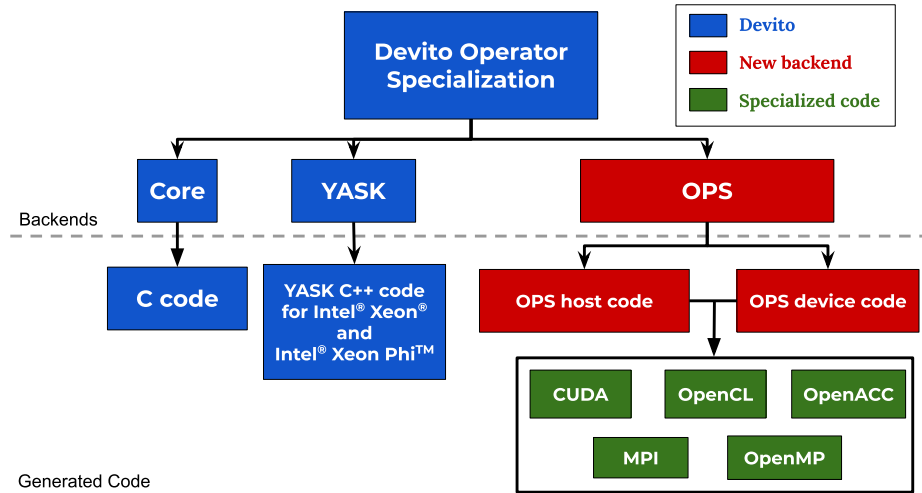 Devito Operator
Specialization
Devito
New backend
Specialized code
Core
YASK
OPS
Backends
C code
YASK C++ code
for Intel® Xeon®
and
Intel® Xeon Phi™
OPS host code
OPS device code
CUDA
OpenCL
OpenACC
MPI
OpenMP
Generated Code